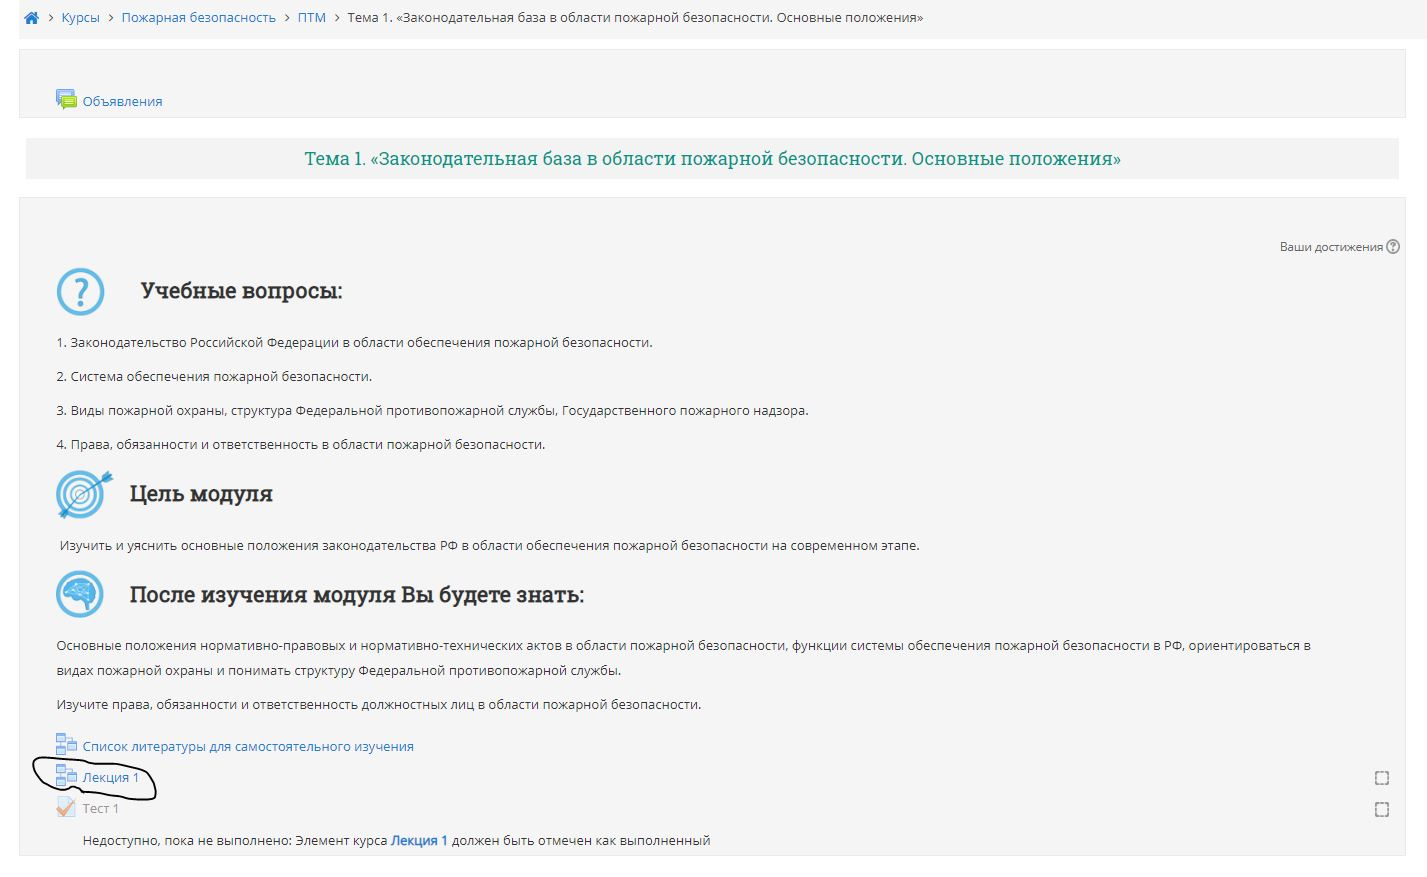 Курсы > Пожарная безопасность > ПТМ > Тема 1. «Законодательная база в области пожарной безопасности. Основные положения»
Объявления
Тема 1. «Законодательная база в области пожарной безопасности. Основные положения»
Ваши достижения
Учебные вопросы:
1. Законодательство Российской Федерации в области обеспечения пожарной безопасности.
2. Система обеспечения пожарной безопасности.
3. Виды пожарной охраны, структура Федеральной противопожарной службы, Государственного пожарного надзора.
4. Права, обязанности и ответственность в области пожарной безопасности.
Цель модуля
Изучить и уяснить основные положения законодательства РФ в области обеспечения пожарной безопасности на современном этапе.
После изучения модуля Вы будете знать:
Основные положения нормативно-правовых и нормативно-технических актов в области пожарной безопасности, функции системы обеспечения пожарной безопасности в РФ, ориентироваться в
видах пожарной охраны и понимать структуру Федеральной противопожарной службы.
Изучите права, обязанности и ответственность должностных лиц в области пожарной безопасности.
Список литературы для самостоятельного изучения
Лекция 1
Тест 1
Недоступно, пока не выполнено: Элемент курса Лекция 1 должен быть отмечен как выполненный